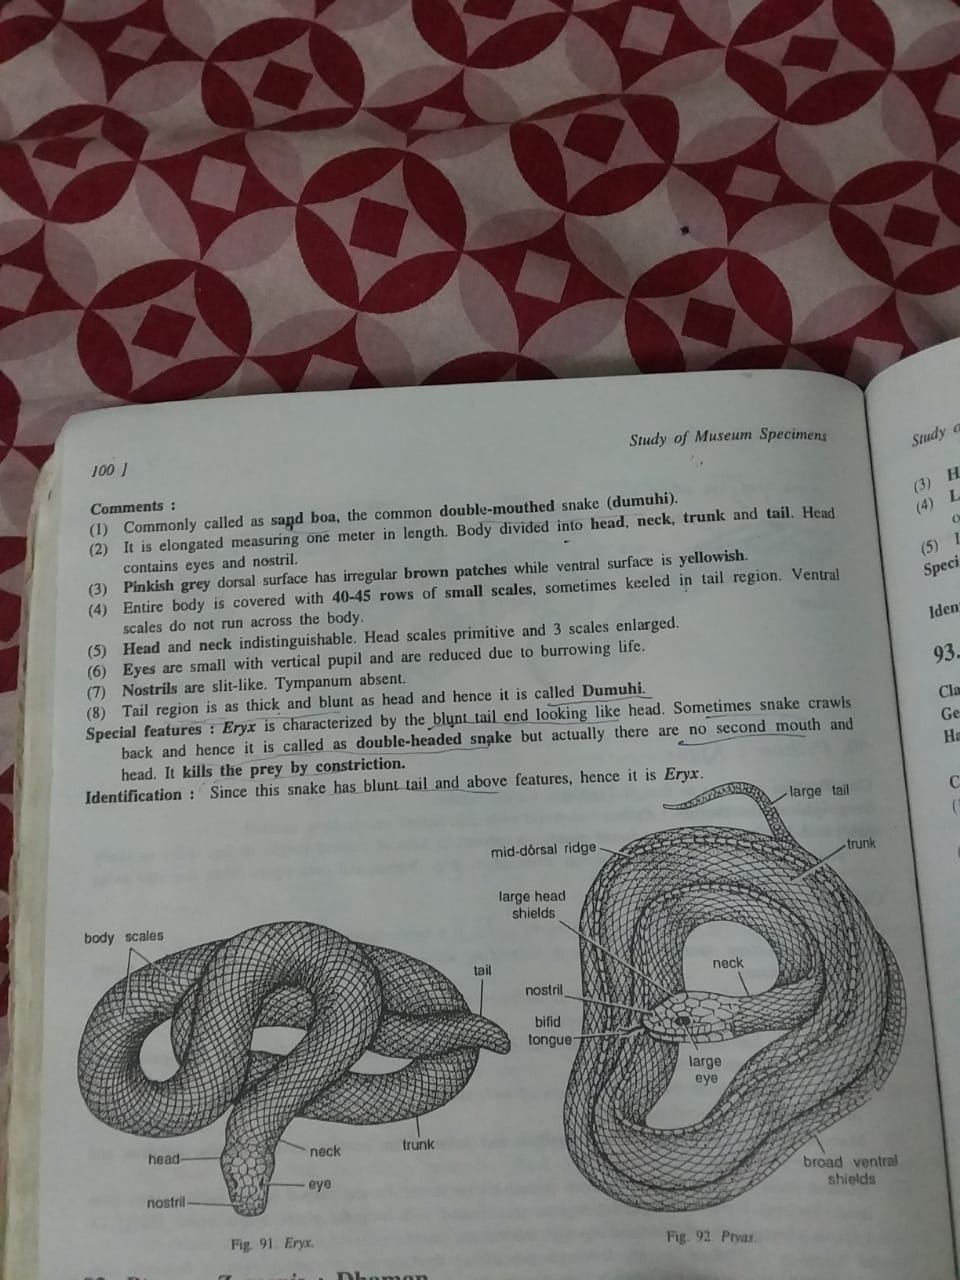 100 ]
Study of Museum Specimens
Comments :
(1) Commonly called as sand boa, the common double-mouthed snake (dumuhi).
(2) It is elongated measuring one meter in length. Body divided into head, neck, trunk and tail. Head
contains eyes and nostril.
(3) Pinkish grey dorsal surface has irregular brown patches while ventral surface is yellowish.
(4) Entire body is covered with 40-45 rows of small scales, sometimes keeled in tail region. Ventral
scales do not run across the body.
(5) Head and neck indistinguishable. Head scales primitive and 3 scales enlarged.
(6) Eyes are small with vertical pupil and are reduced due to burrowing life.
(7) Nostrils are slit-like. Tympanum absent.
(8) Tail region is as thick and blunt as head and hence it is called Dumuhi.
Special features : Eryx is characterized by the blunt tail end looking like head. Sometimes snake crawls
back and hence it is called as double-headed snake but actually there are no second mouth and
head. It kills the prey by constriction.
Identification : Since this snake has blunt tail and above features, hence it is Eryx.
body scales
tail
trunk
neck
head
eye
nostril
Fig. 91. Eryx.
large tail
trunk
mid-dorsal ridge
large head
shields
neck
nostril
bifid
tongue
large
eye
broad ventral
shields
Fig. 92. Ptyas.
Dhaman
Study
(3) H
(4) L
(5)
Speci
Iden
93.
Cla
Ge
Ha